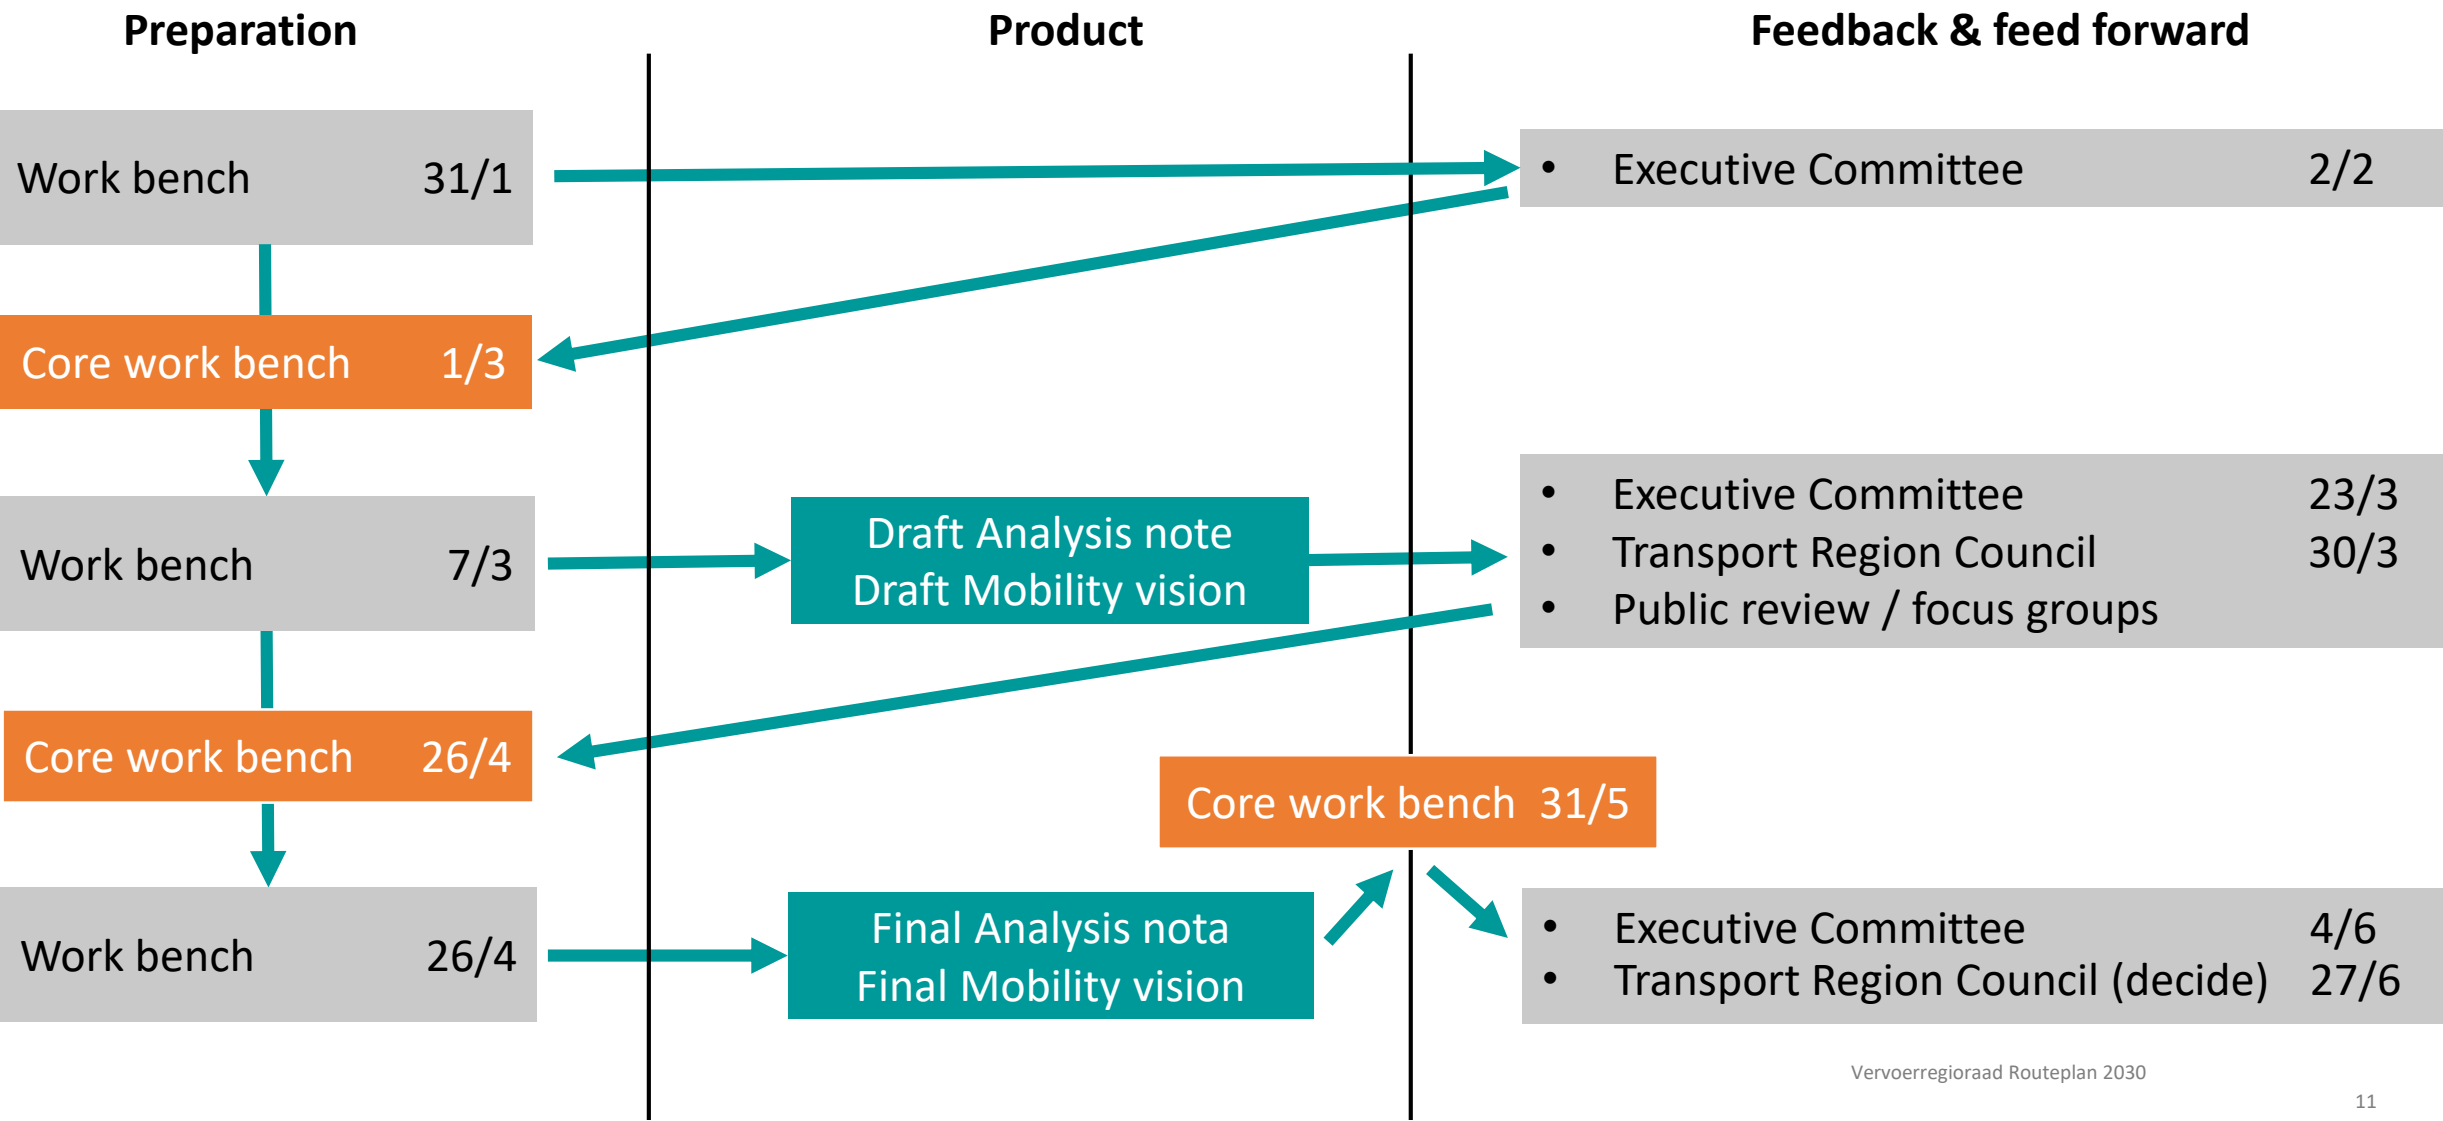 Preparation
Product
Feedback & feed forward
Work bench 31/1
• Executive Committee 2/2
Core work bench 1/3
Work bench 7/3
Draft Analysis note
Draft Mobility vision
• Executive Committee 23/3
• Transport Region Council 30/3
• Public review / focus groups
Core work bench 26/4
Core work bench 31/5
Work bench 26/4
Final Analysis nota
Final Mobility vision
• Executive Committee 4/6
• Transport Region Council (decide) 27/6
Vervoerregioraad Routeplan 2030
11